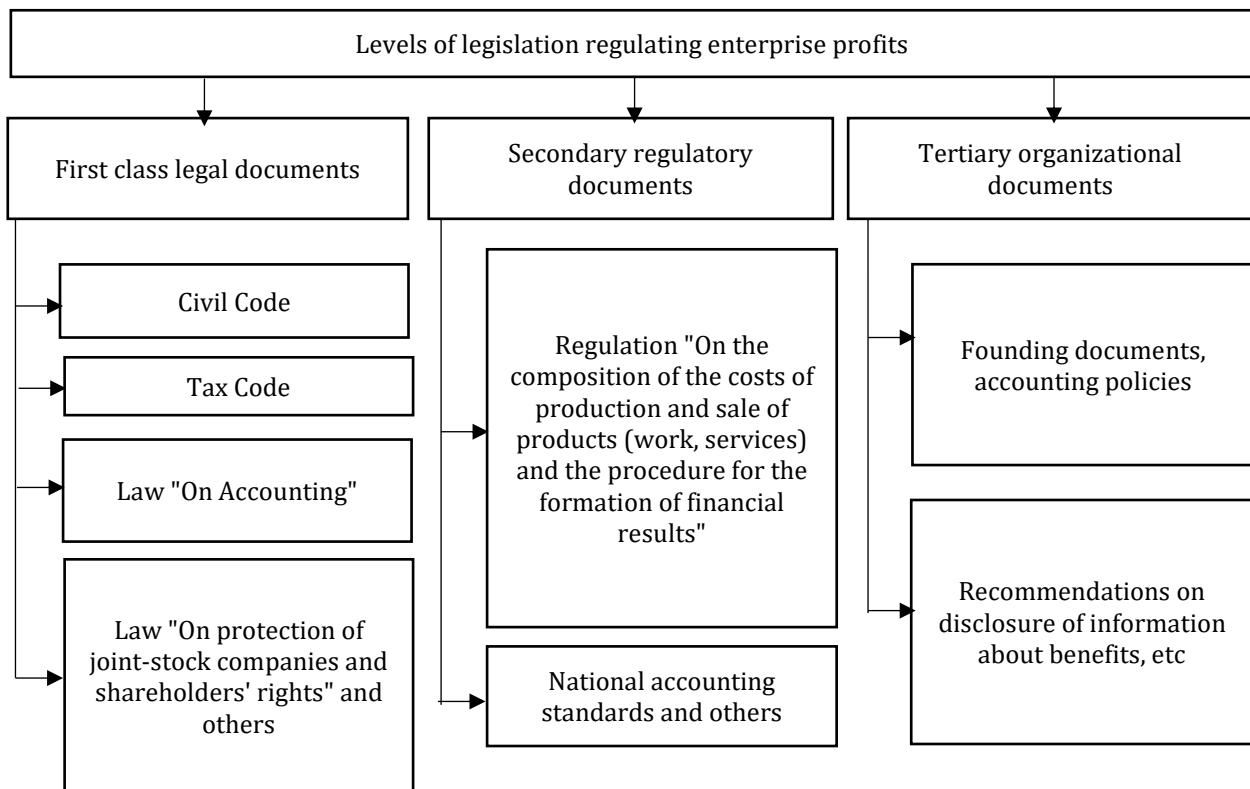 Levels of legislation regulating enterprise profits
First class legal documents
Civil Code
Tax Code
Law "On Accounting"
Law "On protection of
joint-stock companies and
shareholders' rights" and
others
Secondary regulatory
documents
Regulation "On the
composition of the costs of
production and sale of
products (work, services)
and the procedure for the
formation of financial
results"
National accounting
standards and others
Tertiary organizational
documents
Founding documents,
accounting policies
Recommendations on
disclosure of information
about benefits, etc